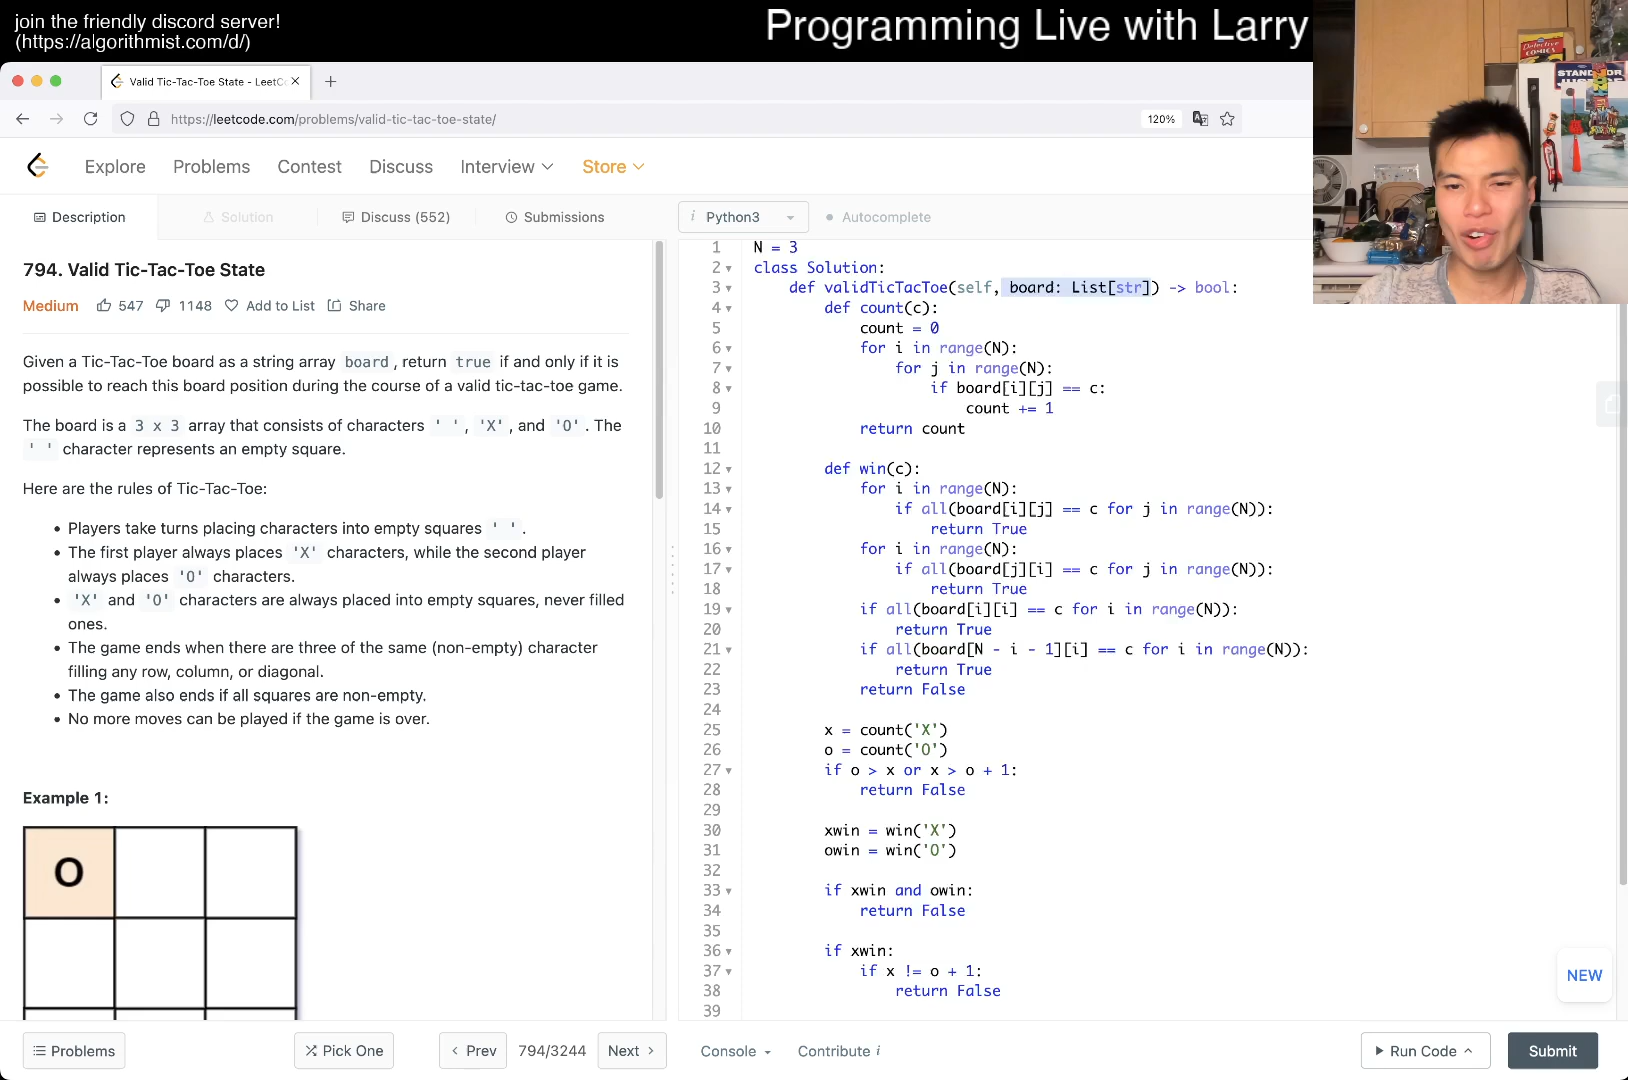 join the friendly discord server!
(https://algorithmist.com/d/)
Programming Live with Larry
Valid Tic-Tac-Toe State - LeetC
https://leetcode.com/problems/valid-tic-tac-toe-state/
120%
Explore Problems Contest Discuss Interview Store
Description Solution Discuss (552) Submissions
794. Valid Tic-Tac-Toe State
Medium 547 1148 Add to List Share
Given a Tic-Tac-Toe board as a string array board, return true if and only if it is
possible to reach this board position during the course of a valid tic-tac-toe game.
The board is a 3 x 3 array that consists of characters ' ', 'X', and 'O'. The
' ' character represents an empty square.
Here are the rules of Tic-Tac-Toe:
• Players take turns placing characters into empty squares ' '.
• The first player always places 'X' characters, while the second player
always places 'O' characters.
• 'X' and 'O' characters are always placed into empty squares, never filled
ones.
• The game ends when there are three of the same (non-empty) character
filling any row, column, or diagonal.
• The game also ends if all squares are non-empty.
• No more moves can be played if the game is over.
Example 1:
O
i Python3 Autocomplete
1 N = 3
2 class Solution:
3 def validTicTacToe(self, board: List[str]) -> bool:
4 def count(c):
5 count = 0
6 for i in range(N):
7 for j in range(N):
8 if board[i][j] == c:
9 count += 1
10 return count
11
12 def win(c):
13 for i in range(N):
14 if all(board[i][j] == c for j in range(N)):
15 return True
16 for i in range(N):
17 if all(board[j][i] == c for j in range(N)):
18 return True
19 if all(board[i][i] == c for i in range(N)):
20 return True
21 if all(board[N - i - 1][i] == c for i in range(N)):
22 return True
23 return False
24
25 x = count('X')
26 o = count('O')
27 if o > x or x > o + 1:
28 return False
29
30 xwin = win('X')
31 owin = win('O')
32
33 if xwin and owin:
34 return False
35
36 if xwin:
37 if x != o + 1:
38 return False
39
NEW
Problems Pick One Prev 794/3244 Next Console Contribute i Run Code Submit